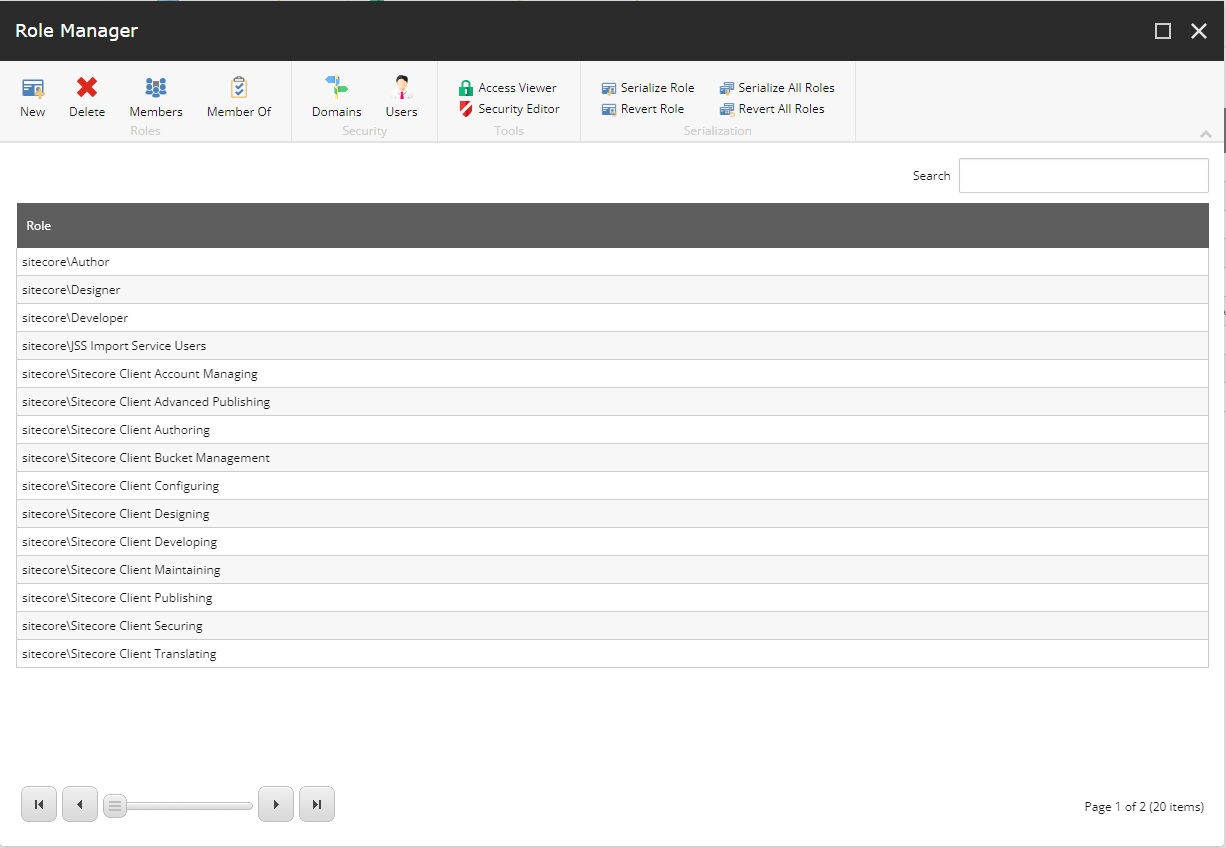 Role Manager
New Delete Members Member Of Domains Users Access Viewer Serialize Role Serialize All Roles
Security Editor Revert Role Revert All Roles
Roles Security Tools Serialization
Search
Role
sitecore\Author
sitecore\Designer
sitecore\Developer
sitecore\JSS Import Service Users
sitecore\Sitecore Client Account Managing
sitecore\Sitecore Client Advanced Publishing
sitecore\Sitecore Client Authoring
sitecore\Sitecore Client Bucket Management
sitecore\Sitecore Client Configuring
sitecore\Sitecore Client Designing
sitecore\Sitecore Client Developing
sitecore\Sitecore Client Maintaining
sitecore\Sitecore Client Publishing
sitecore\Sitecore Client Securing
sitecore\Sitecore Client Translating
Page 1 of 2 (20 items)